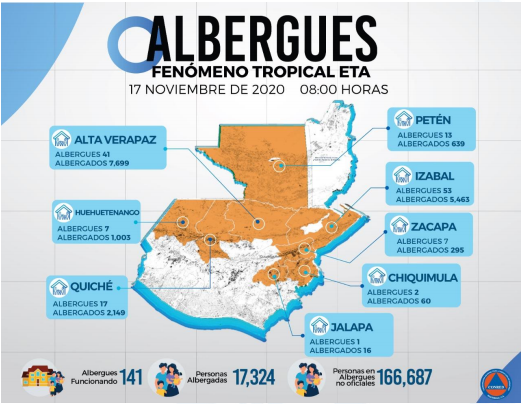 ALBERGUES
FENÓMENO TROPICAL ETA
17 NOVIEMBRE DE 2020 08:00 HORAS
PETÉN
ALBERGUES 13
ALBERGADOS 639
ALTA VERAPAZ
ALBERGUES 41
ALBERGADOS 7,699
IZABAL
ALBERGUES 53
ALBERGADOS 5,463
HUEHUETENANGO
ALBERGUES 7
ALBERGADOS 1,003
ZACAPA
ALBERGUES 7
ALBERGADOS 295
QUICHÉ
ALBERGUES 17
ALBERGADOS 2,149
CHIQUIMULA
ALBERGUES 2
ALBERGADOS 60
JALAPA
ALBERGUES 1
ALBERGADOS 16
Albergues
Funcionando 141
Personas
Albergadas 17,324
Personas en
Albergues
no oficiales 166,687
CONRED